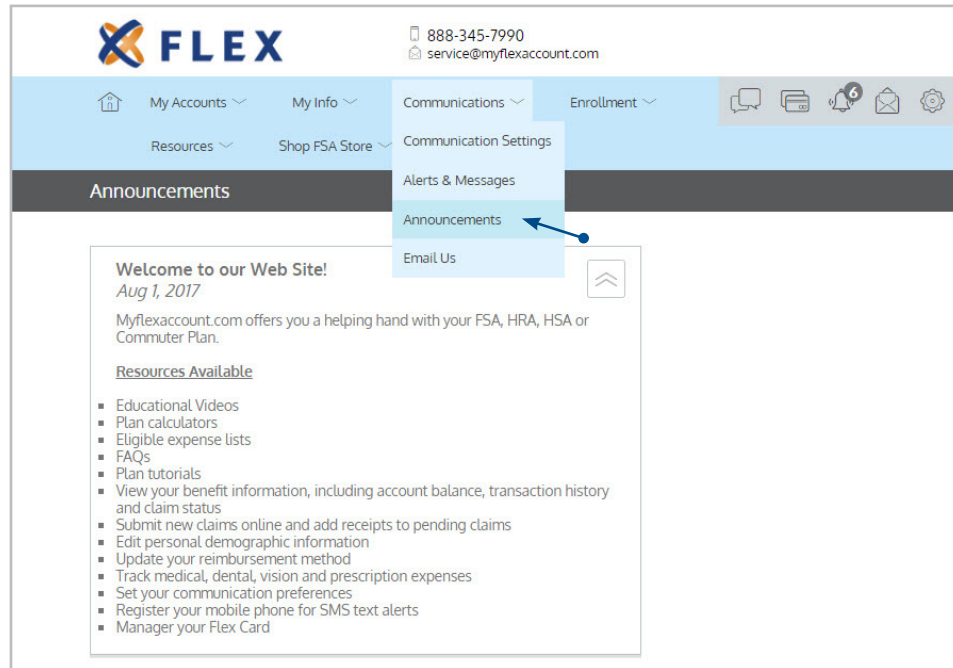 FLEX
888-345-7990
service@myflexaccount.com
My Accounts
My Info
Communications
Enrollment
6
Resources
Shop FSA Store
Communication Settings
Alerts & Messages
Announcements
Email Us
Announcements
Welcome to our Web Site!
Aug 1, 2017
Myflexaccount.com offers you a helping hand with your FSA, HRA, HSA or
Commuter Plan.
Resources Available
Educational Videos
Plan calculators
Eligible expense lists
FAQs
Plan tutorials
View your benefit information, including account balance, transaction history
and claim status
Submit new claims online and add receipts to pending claims
Edit personal demographic information
Update your reimbursement method
Track medical, dental, vision and prescription expenses
Set your communication preferences
Register your mobile phone for SMS text alerts
Manager your Flex Card